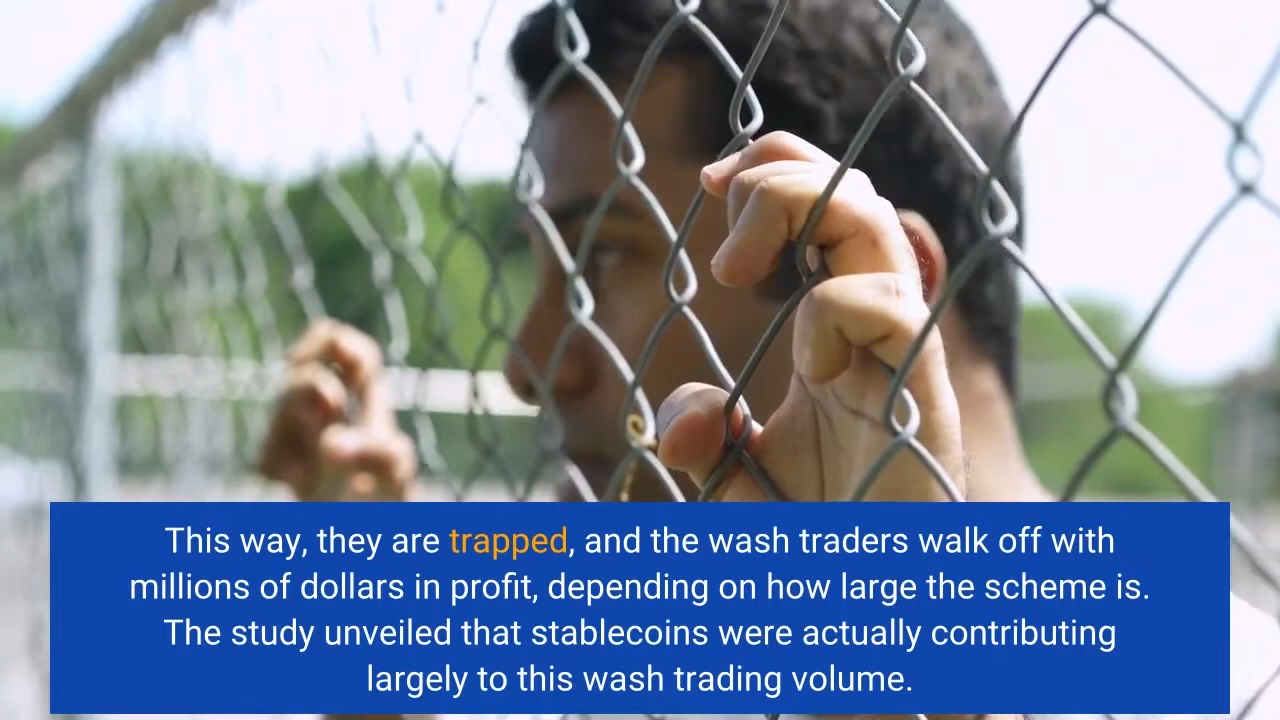 This way, they are trapped, and the wash traders walk off with
millions of dollars in profit, depending on how large the scheme is.
The study unveiled that stablecoins were actually contributing
largely to this wash trading volume.